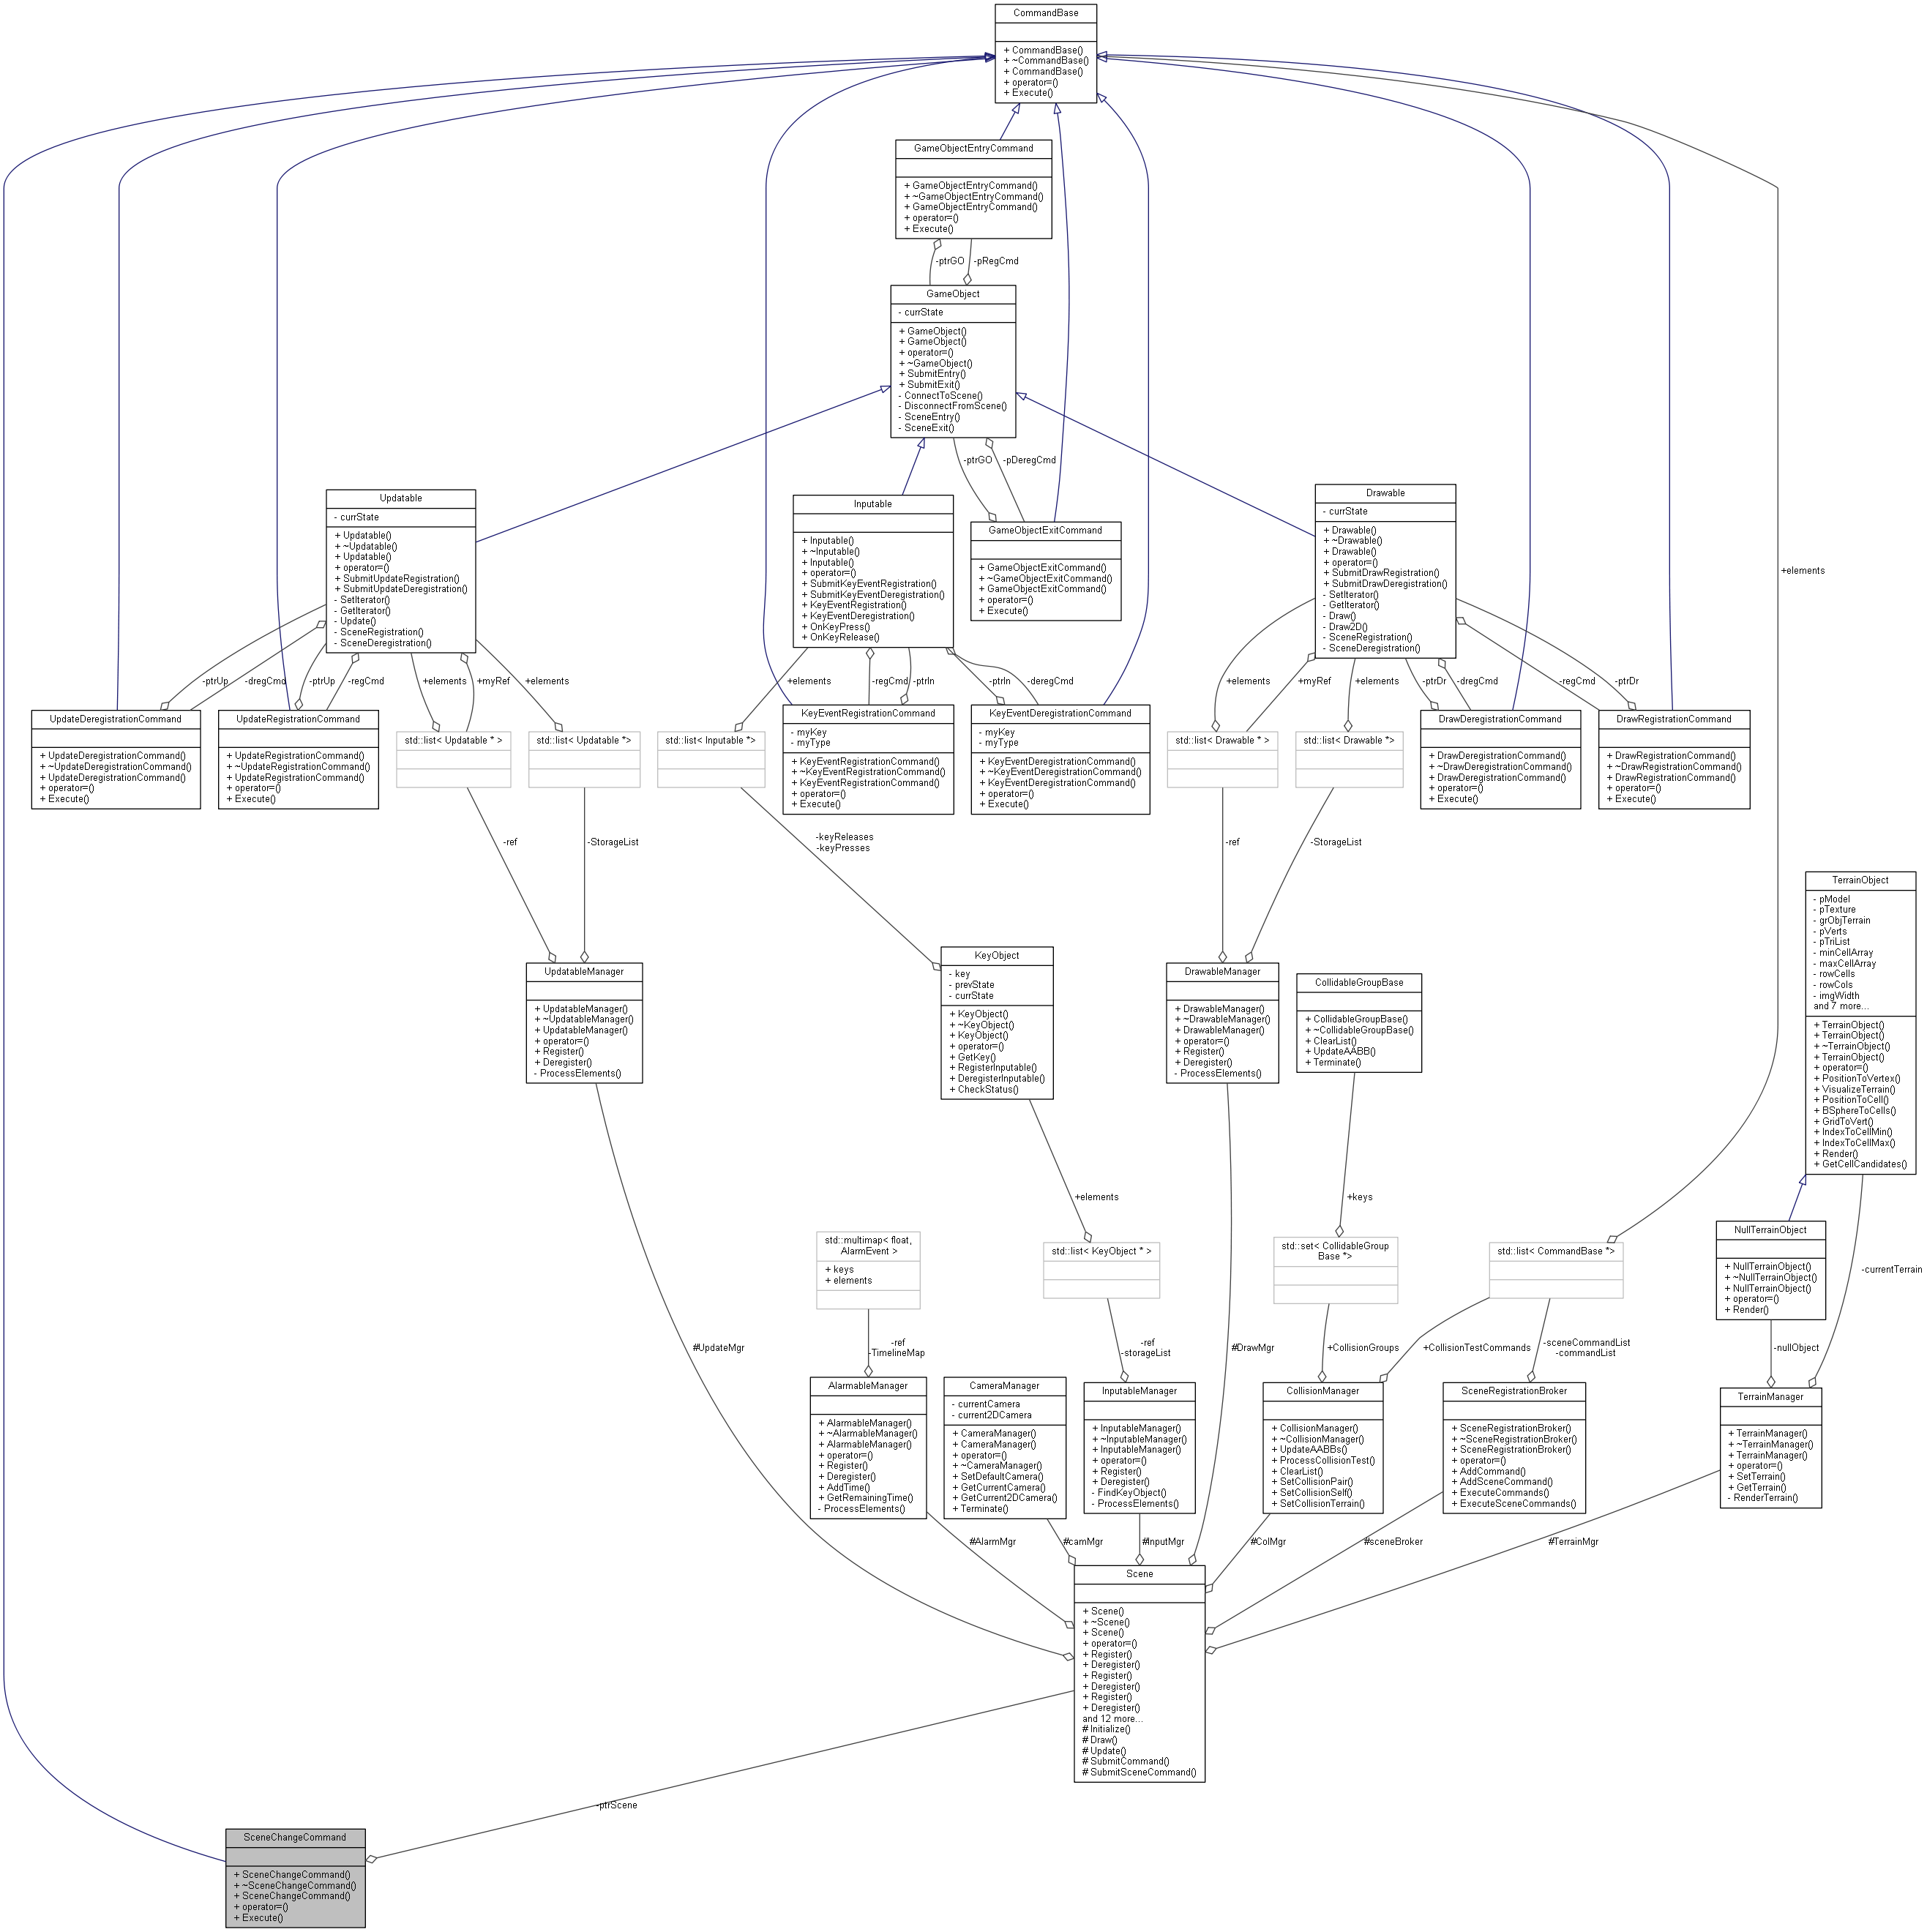 CommandBase
+ CommandBase()
+ ~CommandBase()
+ CommandBase()
+ operator=()
+ Execute()
GameObjectEntryCommand
+ GameObjectEntryCommand()
+ ~GameObjectEntryCommand()
+ GameObjectEntryCommand()
+ operator=()
+ Execute()
-ptrGO
-pRegCmd
GameObject
- currState
+ GameObject()
+ GameObject()
+ operator=()
+ ~GameObject()
+ SubmitEntry()
+ SubmitExit()
- ConnectToScene()
- DisconnectFromScene()
- SceneEntry()
- SceneExit()
-ptrGO
-pDeregCmd
Updatable
- currState
+ Updatable()
+ ~Updatable()
+ Updatable()
+ operator=()
+ SubmitUpdateRegistration()
+ SubmitUpdateDeregistration()
- SetIterator()
- GetIterator()
- Update()
- SceneRegistration()
- SceneDeregistration()
Inputable
+ Inputable()
+ ~Inputable()
+ Inputable()
+ operator=()
+ SubmitKeyEventRegistration()
+ SubmitKeyEventDeregistration()
+ KeyEventRegistration()
+ KeyEventDeregistration()
+ OnKeyPress()
+ OnKeyRelease()
GameObjectExitCommand
+ GameObjectExitCommand()
+ ~GameObjectExitCommand()
+ GameObjectExitCommand()
+ operator=()
+ Execute()
Drawable
- currState
+ Drawable()
+ ~Drawable()
+ Drawable()
+ operator=()
+ SubmitDrawRegistration()
+ SubmitDrawDeregistration()
- SetIterator()
- GetIterator()
- Draw()
- Draw2D()
- SceneRegistration()
- SceneDeregistration()
+elements
-ptrUp
-dregCmd
-ptrUp
-regCmd
+elements
+myRef
+elements
+elements
-regCmd
-ptrIn
-ptrIn
-deregCmd
+elements
+myRef
+elements
-ptrDr
-dregCmd
-regCmd
-ptrDr
UpdateDeregistrationCommand
+ UpdateDeregistrationCommand()
+ ~UpdateDeregistrationCommand()
+ UpdateDeregistrationCommand()
+ operator=()
+ Execute()
UpdateRegistrationCommand
+ UpdateRegistrationCommand()
+ ~UpdateRegistrationCommand()
+ UpdateRegistrationCommand()
+ operator=()
+ Execute()
std::list< Updatable * >
std::list< Updatable *>
std::list< Inputable *>
KeyEventRegistrationCommand
- myKey
- myType
+ KeyEventRegistrationCommand()
+ ~KeyEventRegistrationCommand()
+ KeyEventRegistrationCommand()
+ operator=()
+ Execute()
KeyEventDeregistrationCommand
- myKey
- myType
+ KeyEventDeregistrationCommand()
+ ~KeyEventDeregistrationCommand()
+ KeyEventDeregistrationCommand()
+ operator=()
+ Execute()
std::list< Drawable * >
std::list< Drawable *>
DrawDeregistrationCommand
+ DrawDeregistrationCommand()
+ ~DrawDeregistrationCommand()
+ DrawDeregistrationCommand()
+ operator=()
+ Execute()
DrawRegistrationCommand
+ DrawRegistrationCommand()
+ ~DrawRegistrationCommand()
+ DrawRegistrationCommand()
+ operator=()
+ Execute()
-ref
-StorageList
-keyReleases
-keyPresses
-ref
-StorageList
UpdatableManager
+ UpdatableManager()
+ ~UpdatableManager()
+ UpdatableManager()
+ operator=()
+ Register()
+ Deregister()
- ProcessElements()
KeyObject
- key
- prevState
- currState
+ KeyObject()
+ ~KeyObject()
+ KeyObject()
+ operator=()
+ GetKey()
+ RegisterInputable()
+ DeregisterInputable()
+ CheckStatus()
DrawableManager
+ DrawableManager()
+ ~DrawableManager()
+ DrawableManager()
+ operator=()
+ Register()
+ Deregister()
- ProcessElements()
CollidableGroupBase
+ CollidableGroupBase()
+ ~CollidableGroupBase()
+ ClearList()
+ UpdateAABB()
+ Terminate()
TerrainObject
- pModel
- pTexture
- grObjTerrain
- pVerts
- pTriList
- minCellArray
- maxCellArray
- rowCells
- rowCols
- imgWidth
and 7 more...
+ TerrainObject()
+ TerrainObject()
+ ~TerrainObject()
+ TerrainObject()
+ operator=()
+ PositionToVertex()
+ VisualizeTerrain()
+ PositionToCell()
+ BSphereToCells()
+ GridToVert()
+ IndexToCellMin()
+ IndexToCellMax()
+ Render()
+ GetCellCandidates()
+elements
+keys
std::multimap< float,
AlarmEvent >
+ keys
+ elements
std::list< KeyObject * >
std::set< CollidableGroup
Base *>
std::list< CommandBase *>
NullTerrainObject
+ NullTerrainObject()
+ ~NullTerrainObject()
+ NullTerrainObject()
+ operator=()
+ Render()
-currentTerrain
#UpdateMgr
-ref
-TimelineMap
-ref
-storageList
#DrawMgr
+CollisionGroups
+CollisionTestCommands
-sceneCommandList
-commandList
-nullObject
AlarmableManager
+ AlarmableManager()
+ ~AlarmableManager()
+ AlarmableManager()
+ operator=()
+ Register()
+ Deregister()
+ AddTime()
+ GetRemainingTime()
- ProcessElements()
CameraManager
- currentCamera
- current2DCamera
+ CameraManager()
+ CameraManager()
+ operator=()
+ ~CameraManager()
+ SetDefaultCamera()
+ GetCurrentCamera()
+ GetCurrent2DCamera()
+ Terminate()
InputableManager
+ InputableManager()
+ ~InputableManager()
+ InputableManager()
+ operator=()
+ Register()
+ Deregister()
- FindKeyObject()
- ProcessElements()
CollisionManager
+ CollisionManager()
+ ~CollisionManager()
+ UpdateAABBs()
+ ProcessCollisionTest()
+ ClearList()
+ SetCollisionPair()
+ SetCollisionSelf()
+ SetCollisionTerrain()
SceneRegistrationBroker
+ SceneRegistrationBroker()
+ ~SceneRegistrationBroker()
+ SceneRegistrationBroker()
+ operator=()
+ AddCommand()
+ AddSceneCommand()
+ ExecuteCommands()
+ ExecuteSceneCommands()
TerrainManager
+ TerrainManager()
+ ~TerrainManager()
+ TerrainManager()
+ operator=()
+ SetTerrain()
+ GetTerrain()
- RenderTerrain()
#AlarmMgr
#camMgr
#InputMgr
#ColMgr
#sceneBroker
#TerrainMgr
Scene
+ Scene()
+ ~Scene()
+ Scene()
+ operator=()
+ Register()
+ Deregister()
+ Register()
+ Deregister()
+ Register()
+ Deregister()
and 12 more...
# Initialize()
# Draw()
# Update()
# SubmitCommand()
# SubmitSceneCommand()
-ptrScene
SceneChangeCommand
+ SceneChangeCommand()
+ ~SceneChangeCommand()
+ SceneChangeCommand()
+ operator=()
+ Execute()